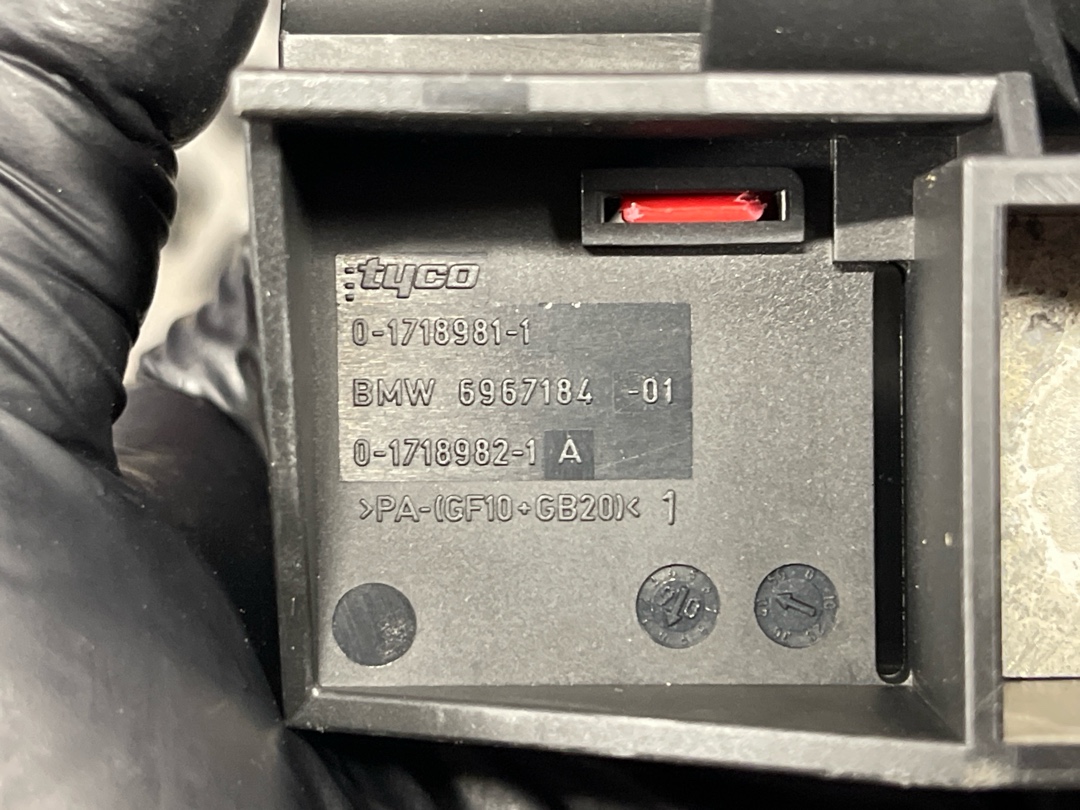 tyco
0-1718981-1
BMW 6967184 -01
0-1718982-1 A
>PA-(GF10+GB20)< 1